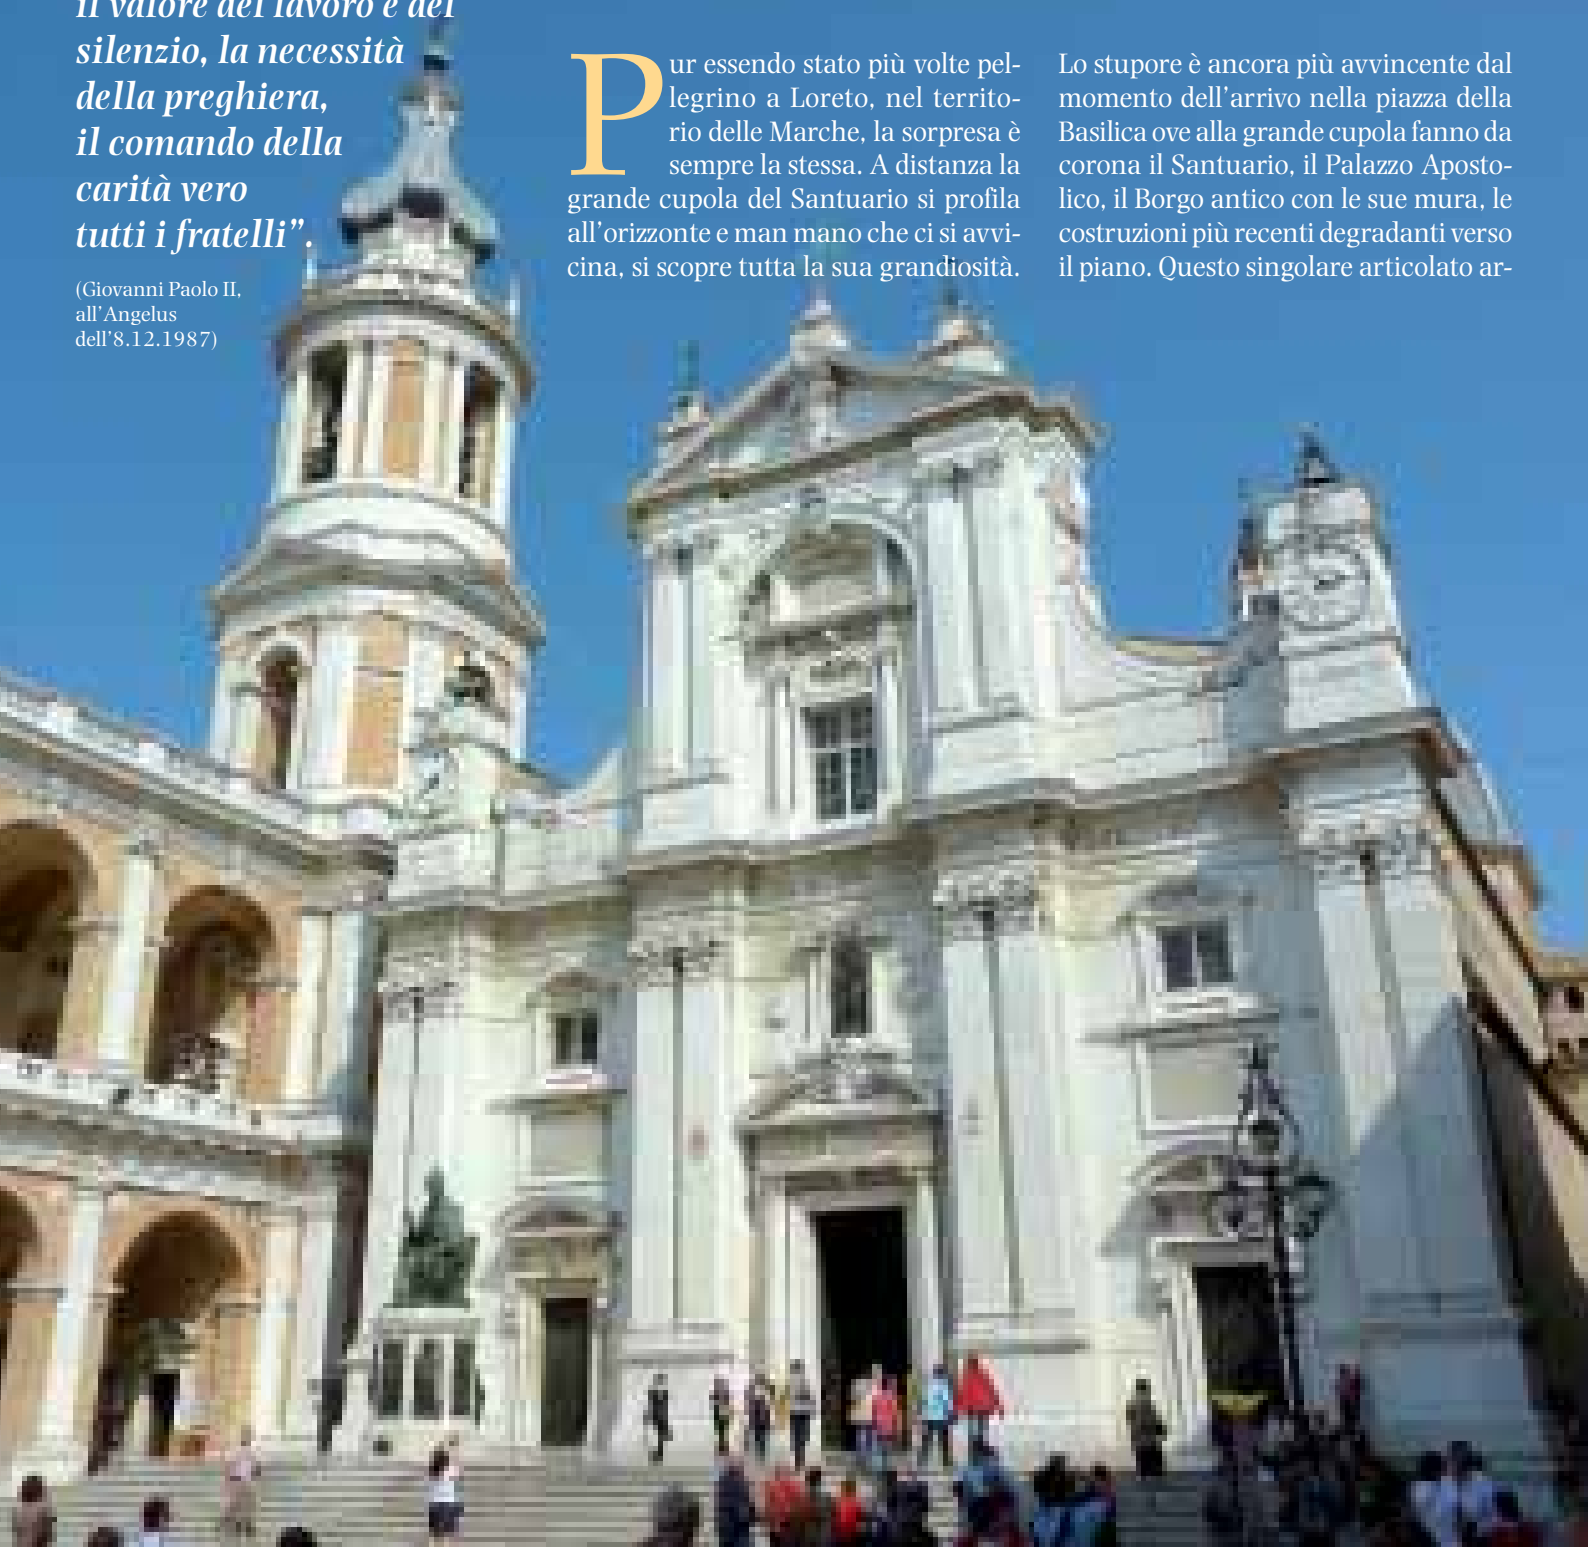 il valore del lavoro e del
silenzio, la necessità
della preghiera,
il comando della
carità vero
tutti i fratelli”.
(Giovanni Paolo II,
all’Angelus
dell’8.12.1987)
Pur essendo stato più volte pel-
legrino a Loreto, nel territo-
rio delle Marche, la sorpresa è
sempre la stessa. A distanza la
grande cupola del Santuario si profila
all’orizzonte e man mano che ci si avvi-
cina, si scopre tutta la sua grandiosità.
Lo stupore è ancora più avvincente dal
momento dell’arrivo nella piazza della
Basilica ove alla grande cupola fanno da
corona il Santuario, il Palazzo Aposto-
lico, il Borgo antico con le sue mura, le
costruzioni più recenti degradanti verso
il piano. Questo singolare articolato ar-